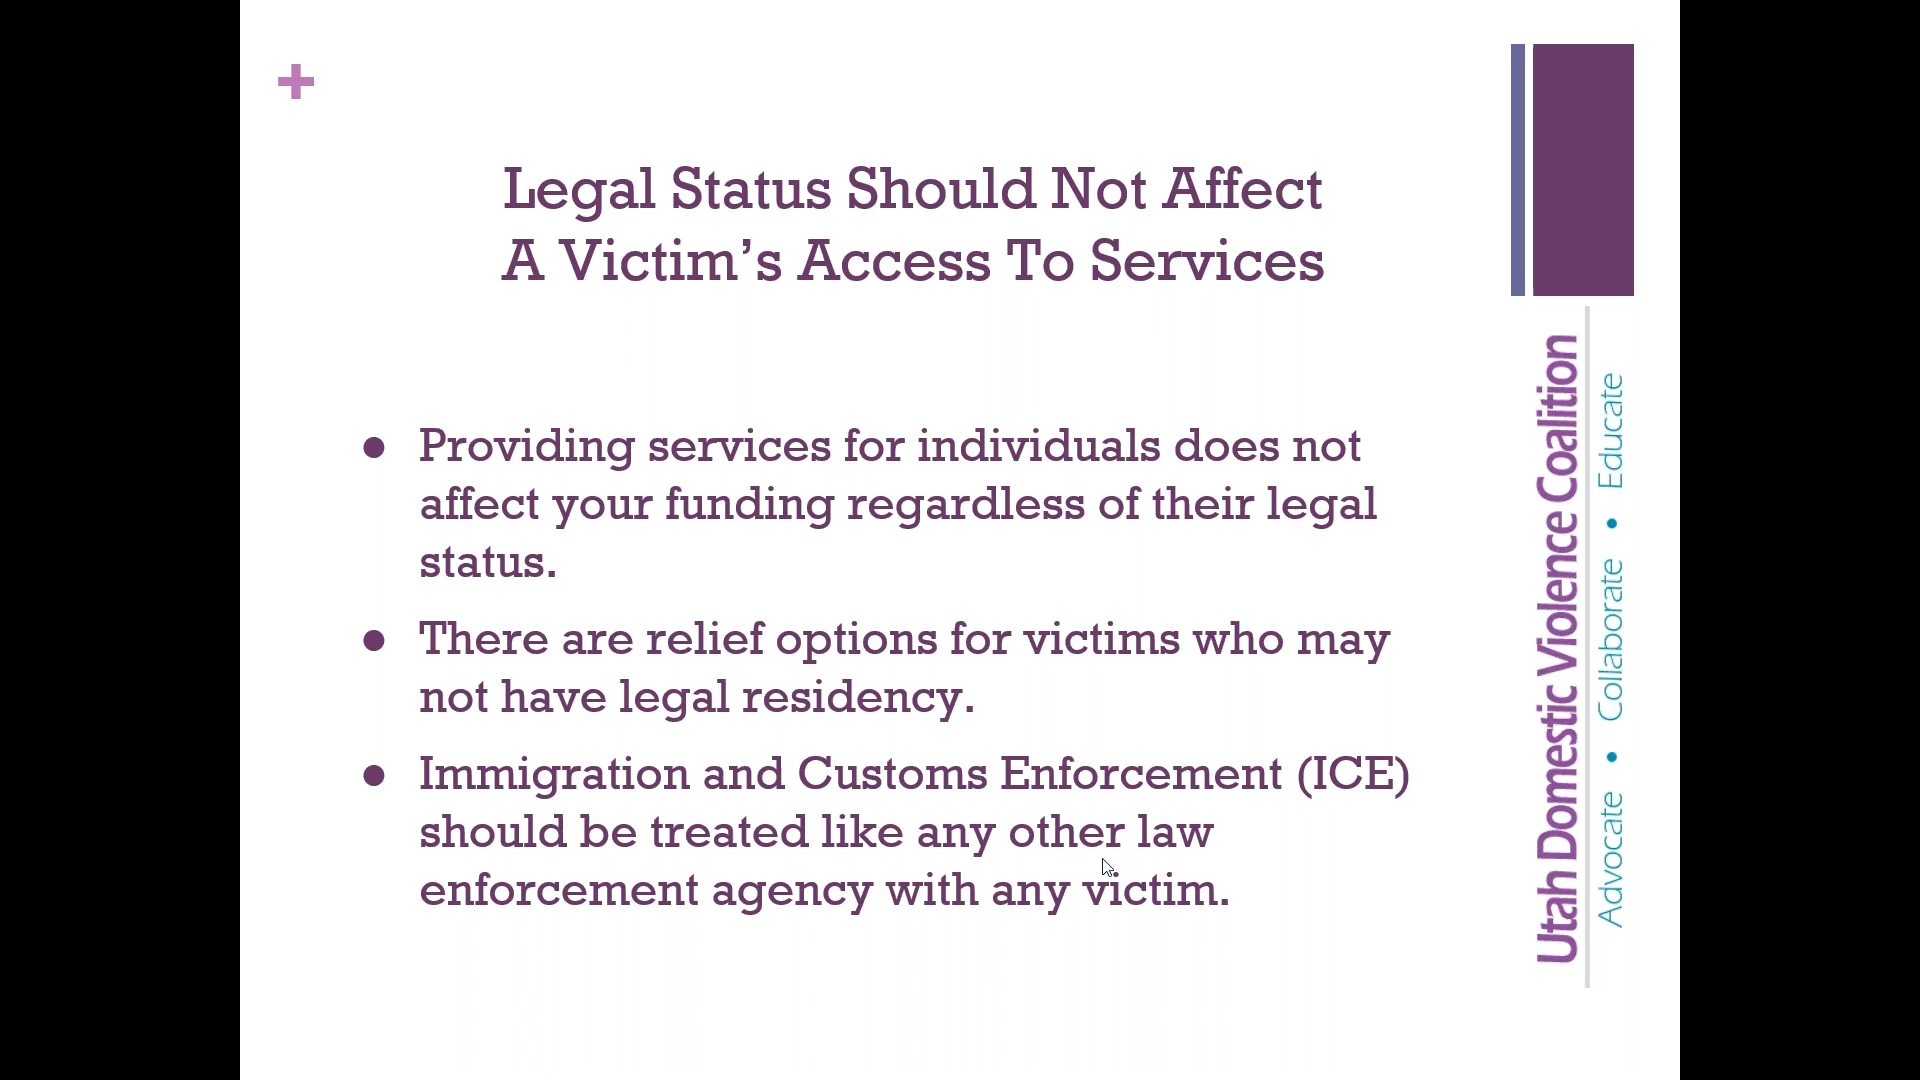 Legal Status Should Not Affect
A Victim’s Access To Services
● Providing services for individuals does not
affect your funding regardless of their legal
status.
● There are relief options for victims who may
not have legal residency.
● Immigration and Customs Enforcement (ICE)
should be treated like any other law
enforcement agency with any victim.
Utah Domestic Violence Coalition
Advocate • Collaborate • Educate